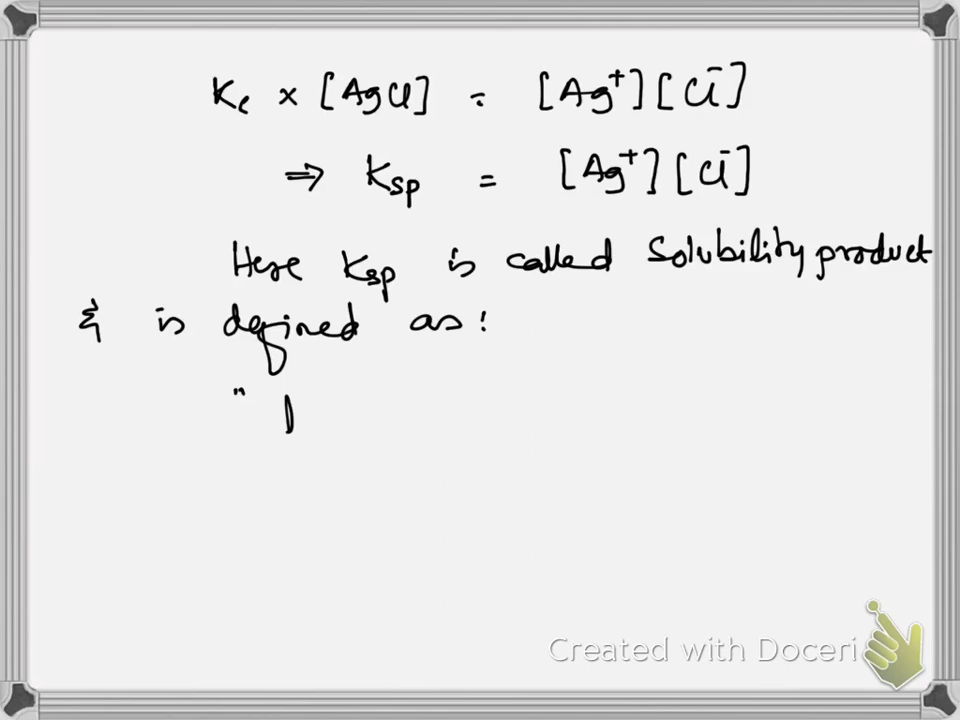 Kc × [AgCl] = [Ag⁺][Cl⁻]
⇒ Ksp = [Ag⁺][Cl⁻]
Here Ksp is called Solubility product
& is defined as :
"
Created with Doceri